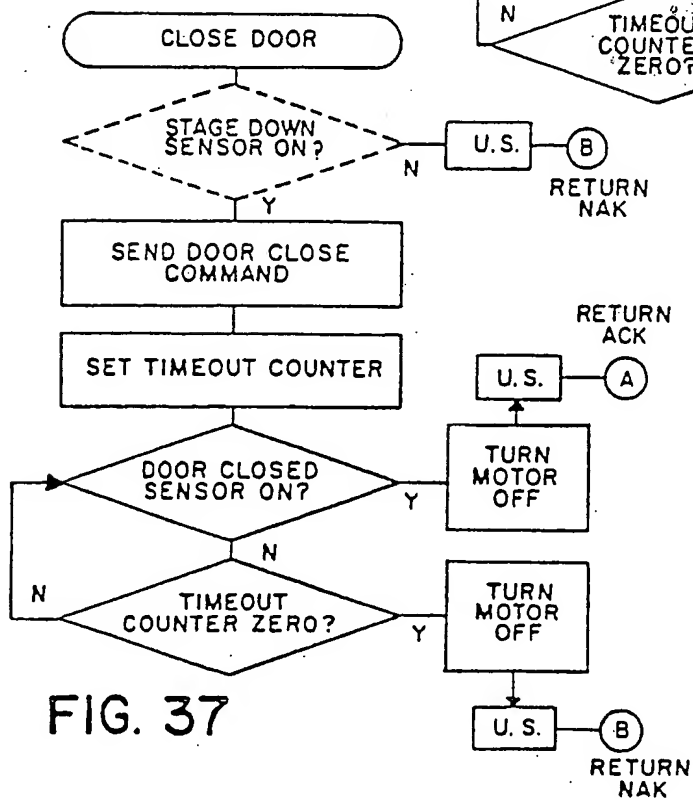 CLOSE DOOR
N
STAGE DOWN
SENSOR ON?
N
U.S.
B
RETURN
NAK
Y
SEND DOOR CLOSE
COMMAND
SET TIMEOUT COUNTER
RETURN
ACK
U.S.
A
DOOR CLOSED
SENSOR ON?
Y
TURN
MOTOR
OFF
N
N
TIMEOUT
COUNTER ZERO?
Y
TURN
MOTOR
OFF
U.S.
B
RETURN
NAK
FIG. 37
ZERO?